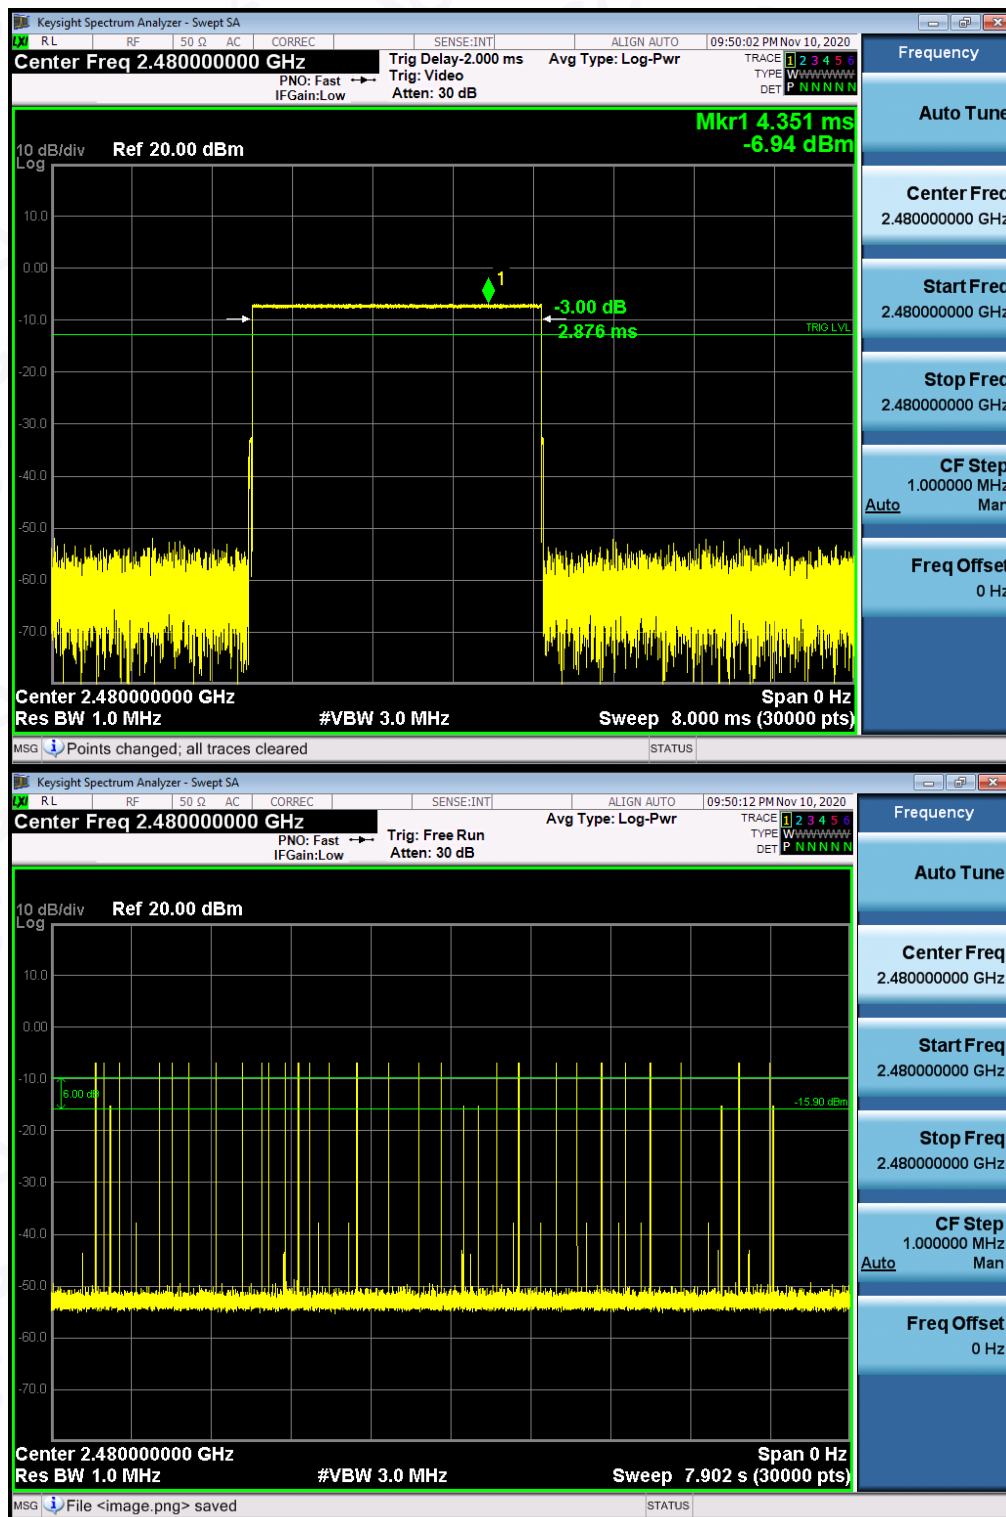 Keysight Spectrum Analyzer - Swept SA
LXI RL RF 50 Ω AC CORREC SENSE:INT ALIGN AUTO 09:50:02 PM Nov 10, 2020
Center Freq 2.480000000 GHz
PNO: Fast
IFGain:Low
Trig Delay-2.000 ms
Trig: Video
Atten: 30 dB
Avg Type: Log-Pwr
TRACE 1 2 3 4 5 6
TYPE WWWWWW
DET P N N N N N
Mkr1 4.351 ms
-6.94 dBm
10 dB/div Ref 20.00 dBm
Log
10.0
0.00
-10.0
-20.0
-30.0
-40.0
-50.0
-60.0
-70.0
1
-3.00 dB
2.876 ms
TRIG LVL
Center 2.480000000 GHz Span 0 Hz
Res BW 1.0 MHz #VBW 3.0 MHz Sweep 8.000 ms (30000 pts)
MSG Points changed; all traces cleared STATUS
Frequency
Auto Tune
Center Freq
2.480000000 GHz
Start Freq
2.480000000 GHz
Stop Freq
2.480000000 GHz
CF Step
1.000000 MHz
Auto Man
Freq Offset
0 Hz
Keysight Spectrum Analyzer - Swept SA
LXI RL RF 50 Ω AC CORREC SENSE:INT ALIGN AUTO 09:50:12 PM Nov 10, 2020
Center Freq 2.480000000 GHz
PNO: Fast
IFGain:Low
Trig: Free Run
Atten: 30 dB
Avg Type: Log-Pwr
TRACE 1 2 3 4 5 6
TYPE WWWWWW
DET P N N N N N
10 dB/div Ref 20.00 dBm
Log
10.0
0.00
-10.0
-20.0
-30.0
-40.0
-50.0
-60.0
-70.0
6.00 dB
-15.90 dBm
Center 2.480000000 GHz Span 0 Hz
Res BW 1.0 MHz #VBW 3.0 MHz Sweep 7.902 s (30000 pts)
MSG File <image.png> saved STATUS
Frequency
Auto Tune
Center Freq
2.480000000 GHz
Start Freq
2.480000000 GHz
Stop Freq
2.480000000 GHz
CF Step
1.000000 MHz
Auto Man
Freq Offset
0 Hz